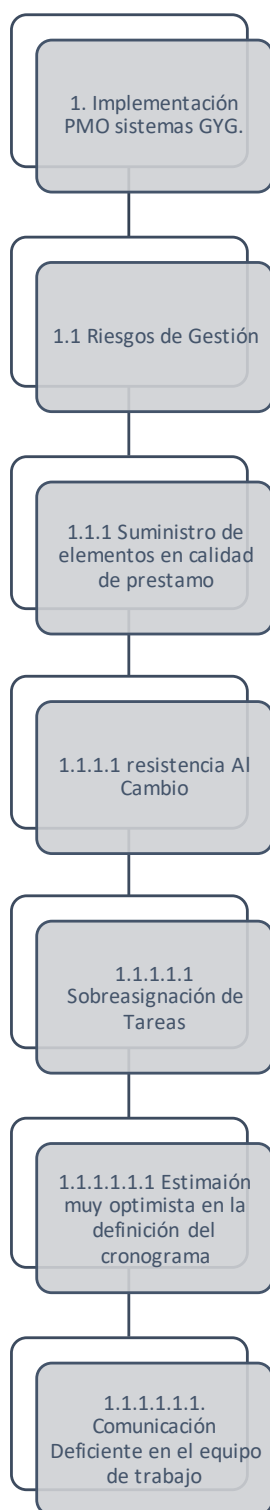 1. Implementación
PMO sistemas GYG.
1.1 Riesgos de Gestión
1.1.1 Suministro de
elementos en calidad
de prestamo
1.1.1.1 resistencia Al
Cambio
1.1.1.1.1
Sobreasignación de
Tareas
1.1.1.1.1.1 Estimaión
muy optimista en la
definición del
cronograma
1.1.1.1.1.1.
Comunicación
Deficiente en el equipo
de trabajo